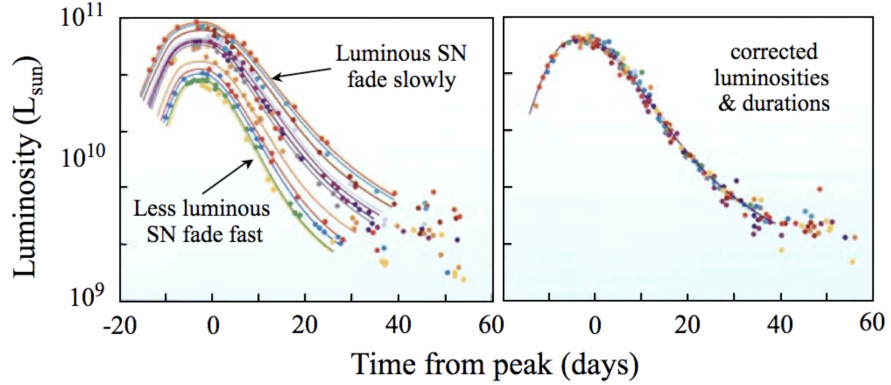 10¹¹
10¹⁰
10⁹
Luminosity (Lsun)
Luminous SN
fade slowly
Less luminous
SN fade fast
-20 0 20 40 60
corrected
luminosities
& durations
0 20 40 60
Time from peak (days)